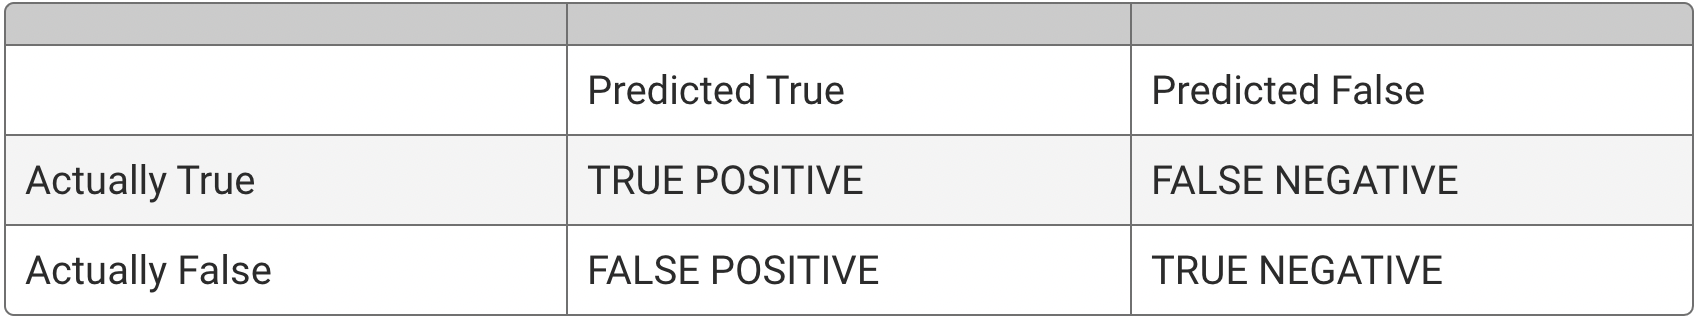 Predicted True Predicted False
Actually True TRUE POSITIVE FALSE NEGATIVE
Actually False FALSE POSITIVE TRUE NEGATIVE